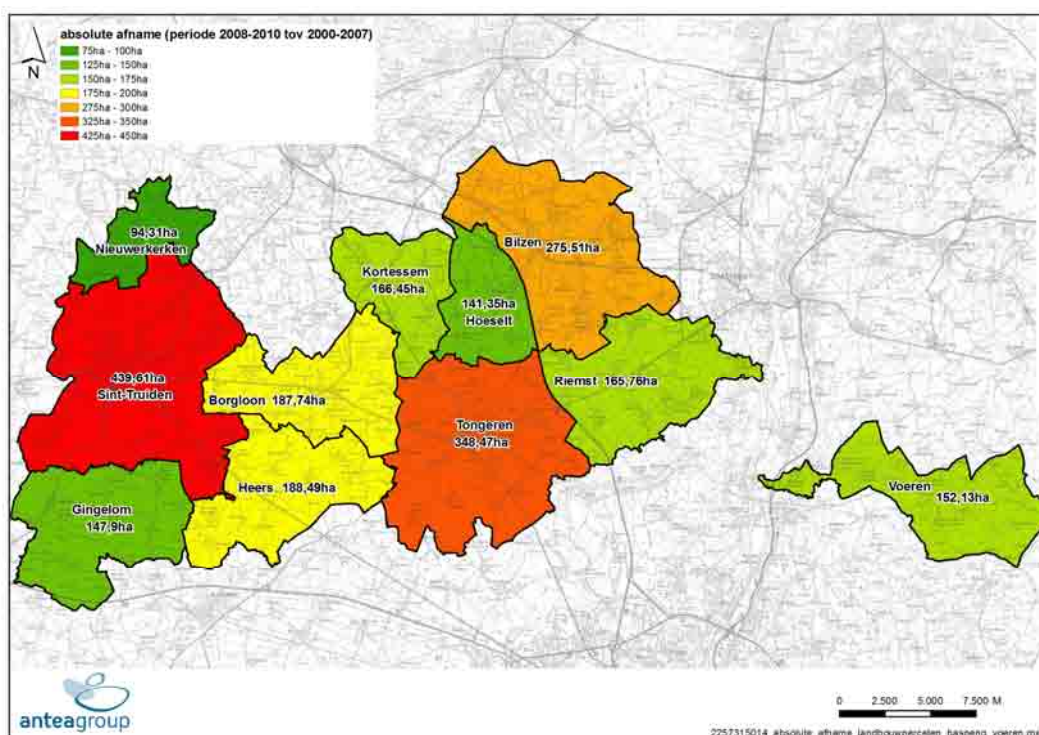 absolute afname (periode 2008-2010 tov 2000-2007)
75ha - 100ha
125ha - 150ha
150ha - 175ha
175ha - 200ha
275ha - 300ha
325ha - 350ha
425ha - 450ha
N
94,31ha
Nieuwerkerken
Bilzen
275,51ha
Kortessem
166,45ha
141,35ha
Hoeselt
439,61ha
Sint-Truiden
Borgloon 187,74ha
Riemst 165,76ha
Tongeren
348,47ha
Heers 188,49ha
Voeren
152,13ha
Gingelom
147,9ha
anteagroup
0 2.500 5.000 7.500 M
2257315014_absolute_afname_landbouwpercelen_haspeng_voeren